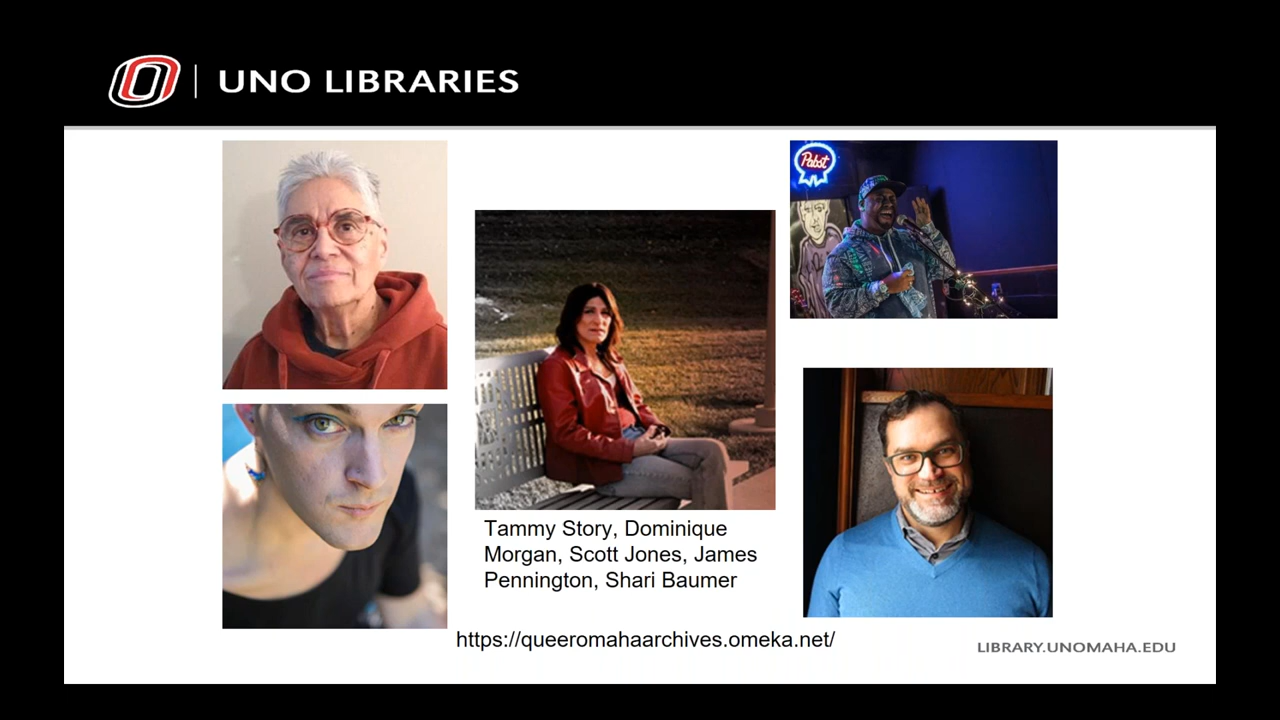 UNO LIBRARIES
Pabst
Tammy Story, Dominique
Morgan, Scott Jones, James
Pennington, Shari Baumer
https://queeromahaarchives.omeka.net/
LIBRARY.UNOMAHA.EDU